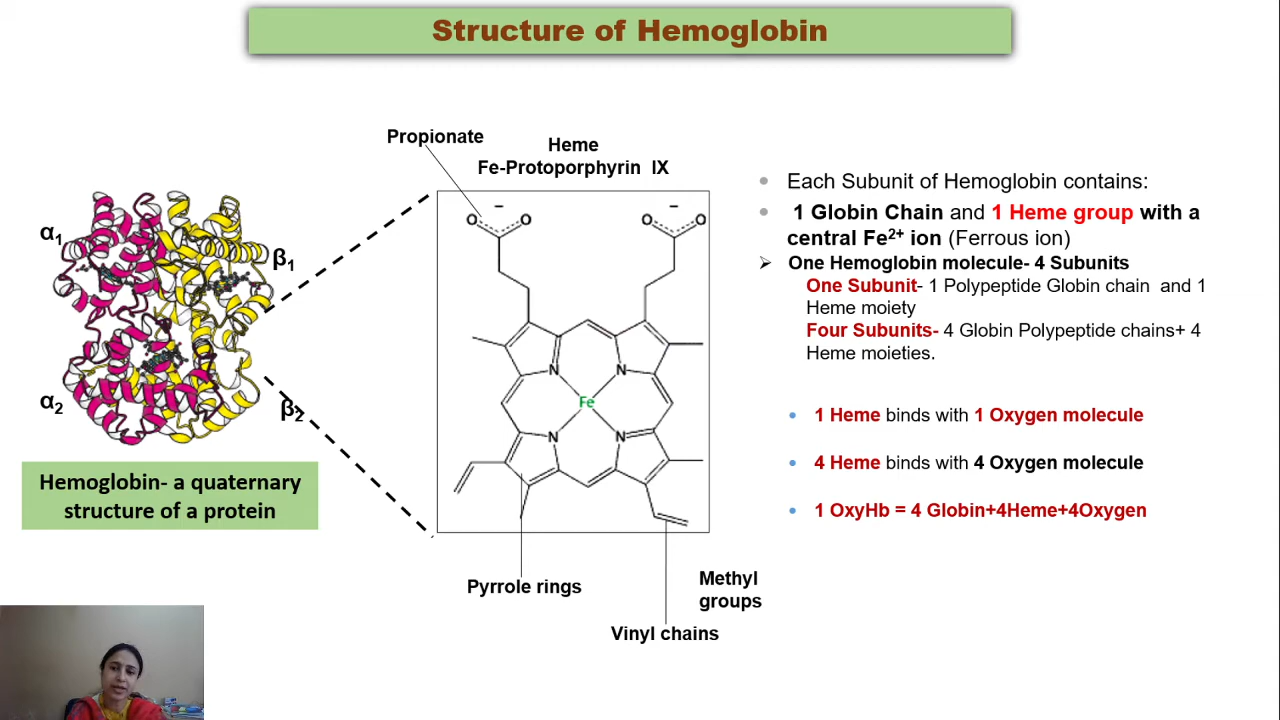 Structure of Hemoglobin
Propionate
Heme
Fe-Protoporphyrin IX
α1
β1
α2
β2
O
−
O
O
−
O
N
N
Fe
N
N
Pyrrole rings
Methyl
groups
Vinyl chains
Hemoglobin- a quaternary
structure of a protein
Each Subunit of Hemoglobin contains:
1 Globin Chain and 1 Heme group with a
central Fe2+ ion (Ferrous ion)
One Hemoglobin molecule- 4 Subunits
One Subunit- 1 Polypeptide Globin chain and 1
Heme moiety
Four Subunits- 4 Globin Polypeptide chains+ 4
Heme moieties.
1 Heme binds with 1 Oxygen molecule
4 Heme binds with 4 Oxygen molecule
1 OxyHb = 4 Globin+4Heme+4Oxygen